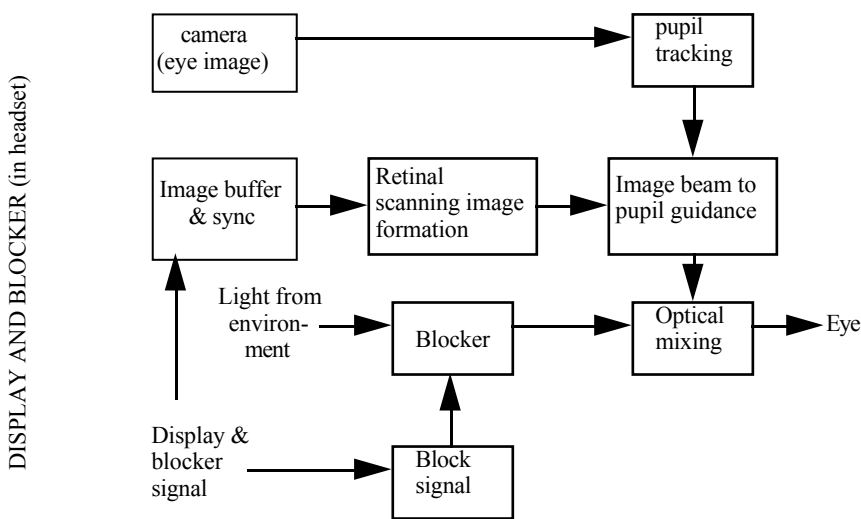 DISPLAY AND BLOCKER (in headset)
camera
(eye image)
pupil
tracking
Image buffer
& sync
Retinal
scanning image
formation
Image beam to
pupil guidance
Light from
environ-
ment
Blocker
Optical
mixing
Eye
Display &
blocker
signal
Block
signal